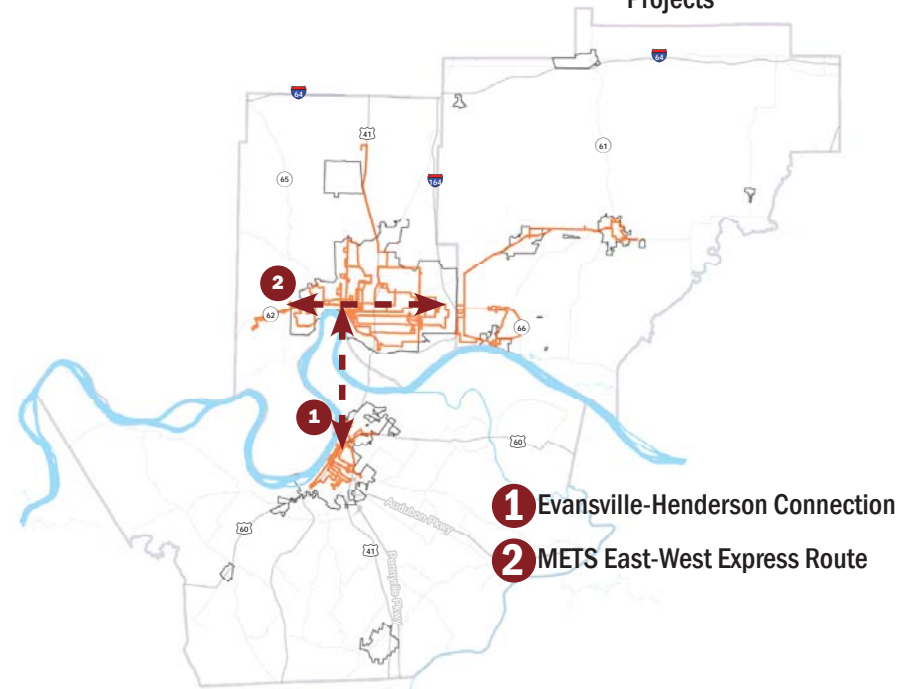 Projects
64
64
41
61
65
164
2
62
66
1
60
1 Evansville-Henderson Connection
Audubon Pkwy
60
41
2 METS East-West Express Route
Pennyrile Pkwy